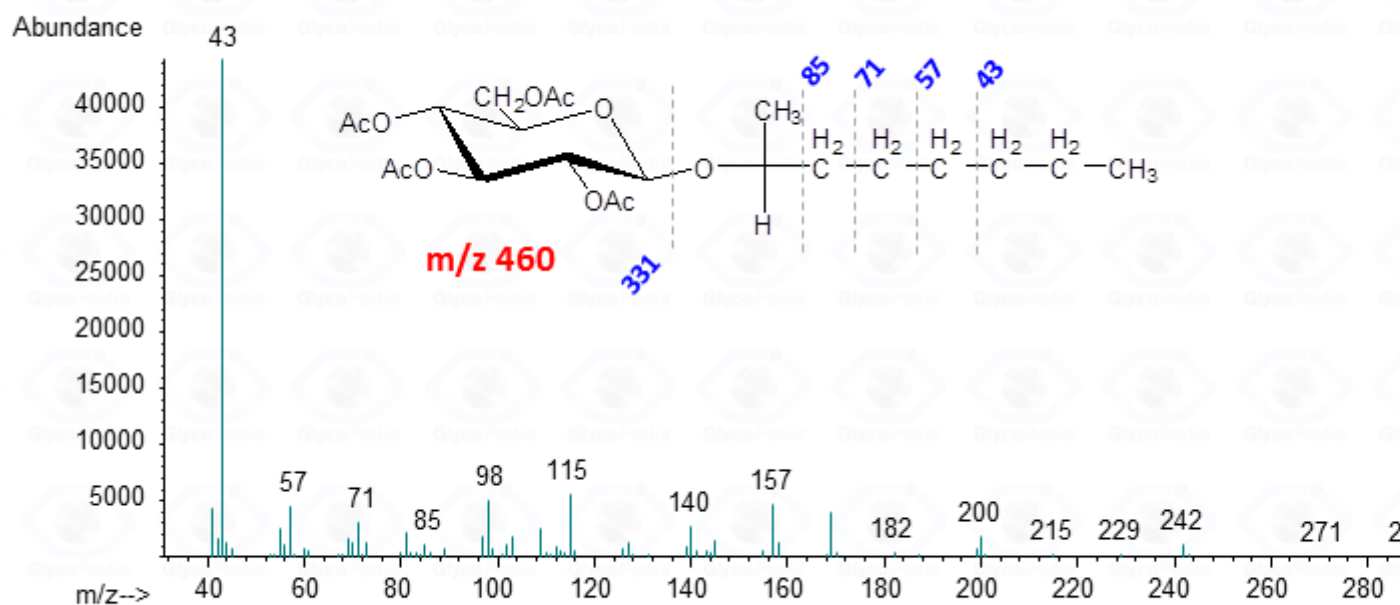 Abundance
43
85 71 57 43
40000
CH2OAc O CH3
AcO
H2 H2 H2 H2 H2
35000
AcO O C C C C C CH3
OAc
30000
H
m/z 460
331
25000
20000
15000
10000
5000
57 71 85 98 115 140 157 182 200 215 229 242 271 2
40 60 80 100 120 140 160 180 200 220 240 260 280
m/z-->
GlycoPedia